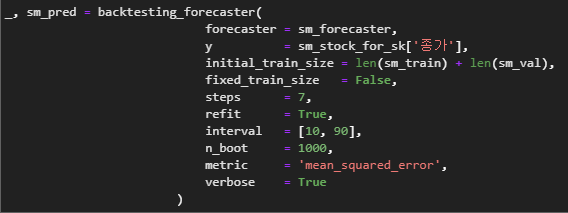 _, sm_pred = backtesting_forecaster(
forecaster = sm_forecaster,
y = sm_stock_for_sk['종가'],
initial_train_size = len(sm_train) + len(sm_val),
fixed_train_size = False,
steps = 7,
refit = True,
interval = [10, 90],
n_boot = 1000,
metric = 'mean_squared_error',
verbose = True
)